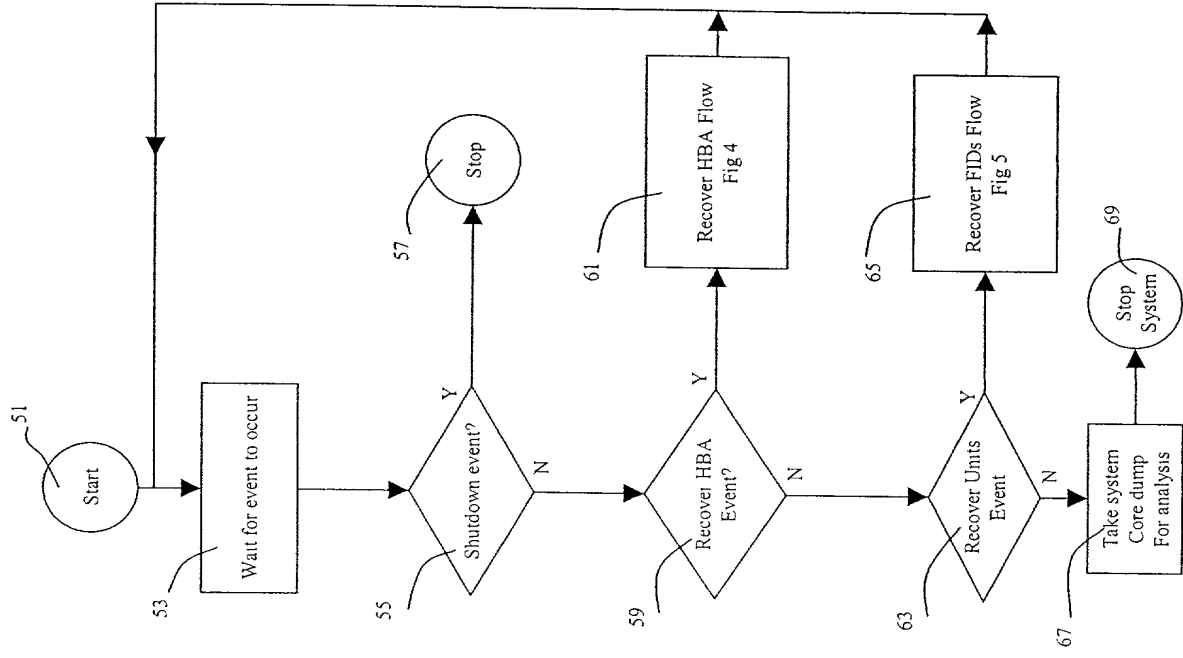 51
Start
53
Wait for event to occur
55
Shutdown event?
Y
N
57
Stop
59
Recover HBA
Event?
Y
N
61
Recover HBA Flow
Fig 4
63
Recover Units
Event
Y
N
65
Recover FIDs Flow
Fig 5
67
Take system
Core dump
For analysis
69
Stop
System